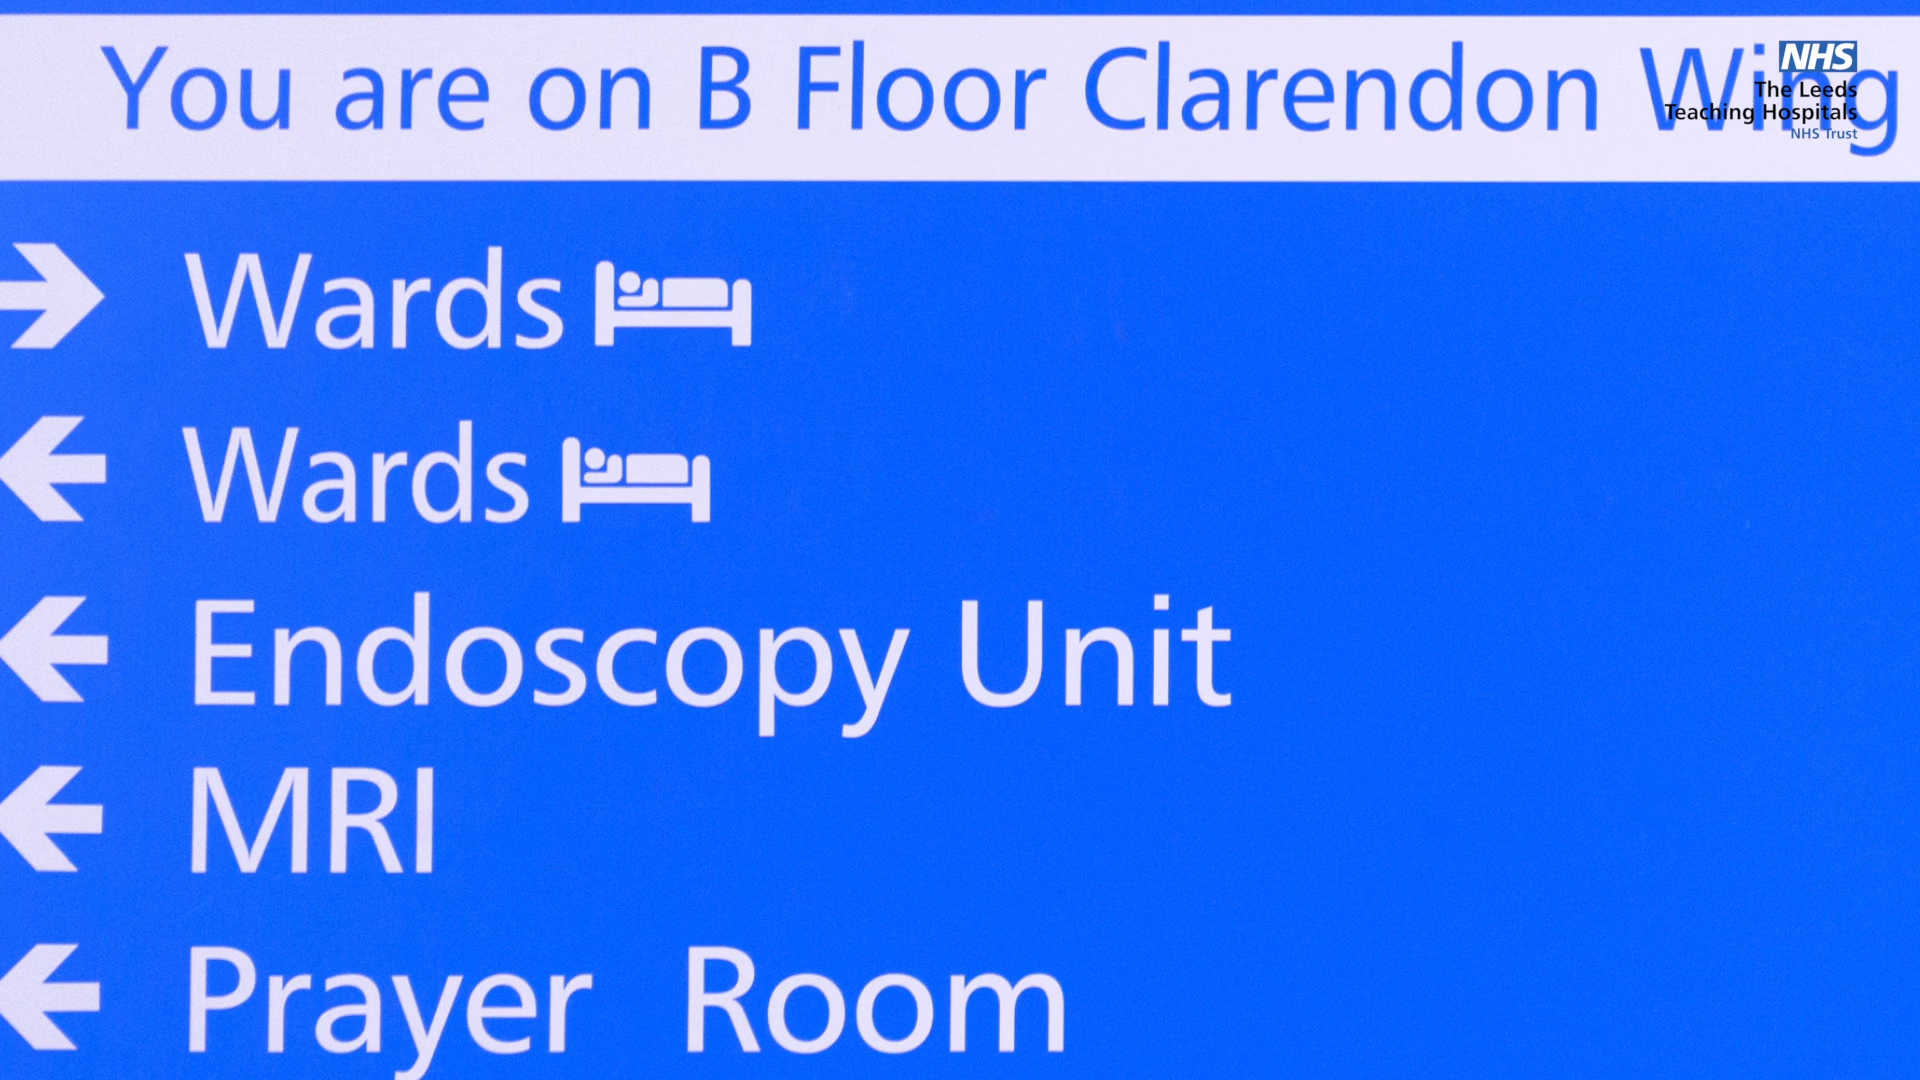 You are on B Floor Clarendon Wing
NHS
The Leeds
Teaching Hospitals
NHS Trust
Wards
Wards
Endoscopy Unit
MRI
Prayer Room